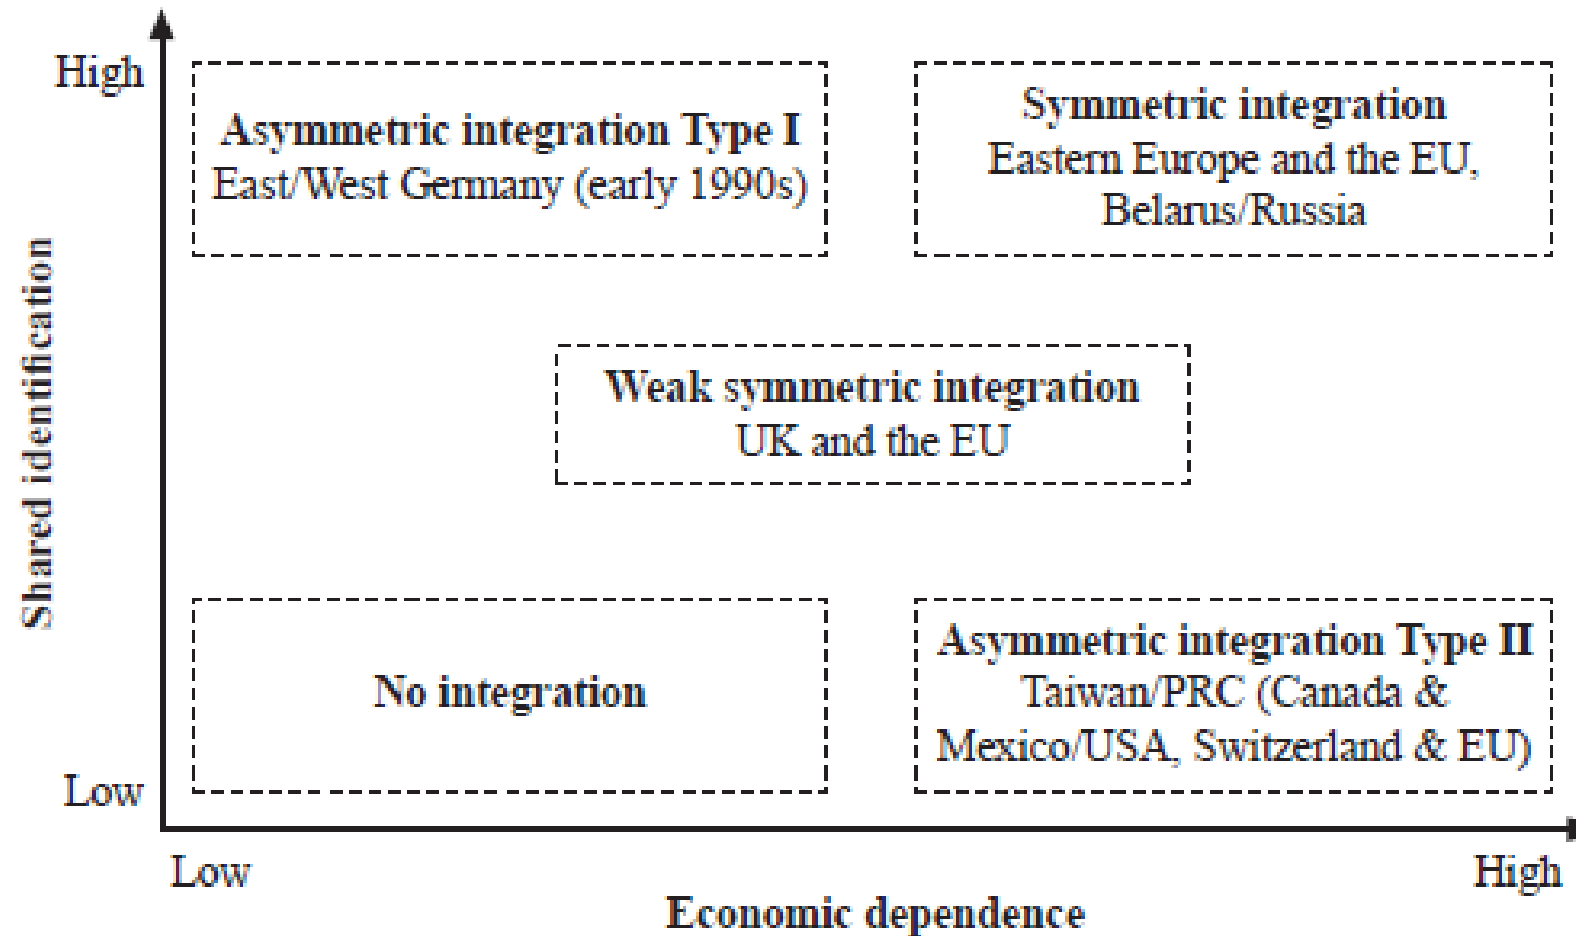 High
Asymmetric integration Type I
East/West Germany (early 1990s)
Symmetric integration
Eastern Europe and the EU,
Belarus/Russia
Shared identification
Weak symmetric integration
UK and the EU
No integration
Asymmetric integration Type II
Taiwan/PRC (Canada &
Mexico/USA, Switzerland & EU)
Low
Low
High
Economic dependence